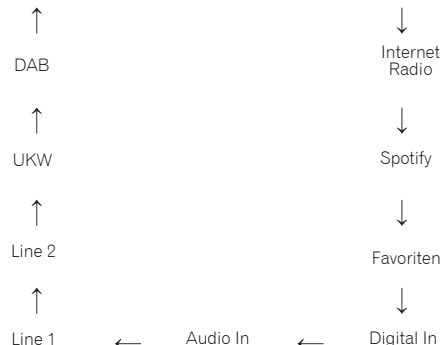 DAB
Internet
Radio
UKW
Spotify
Line 2
Favoriten
Line 1
Audio In
Digital In